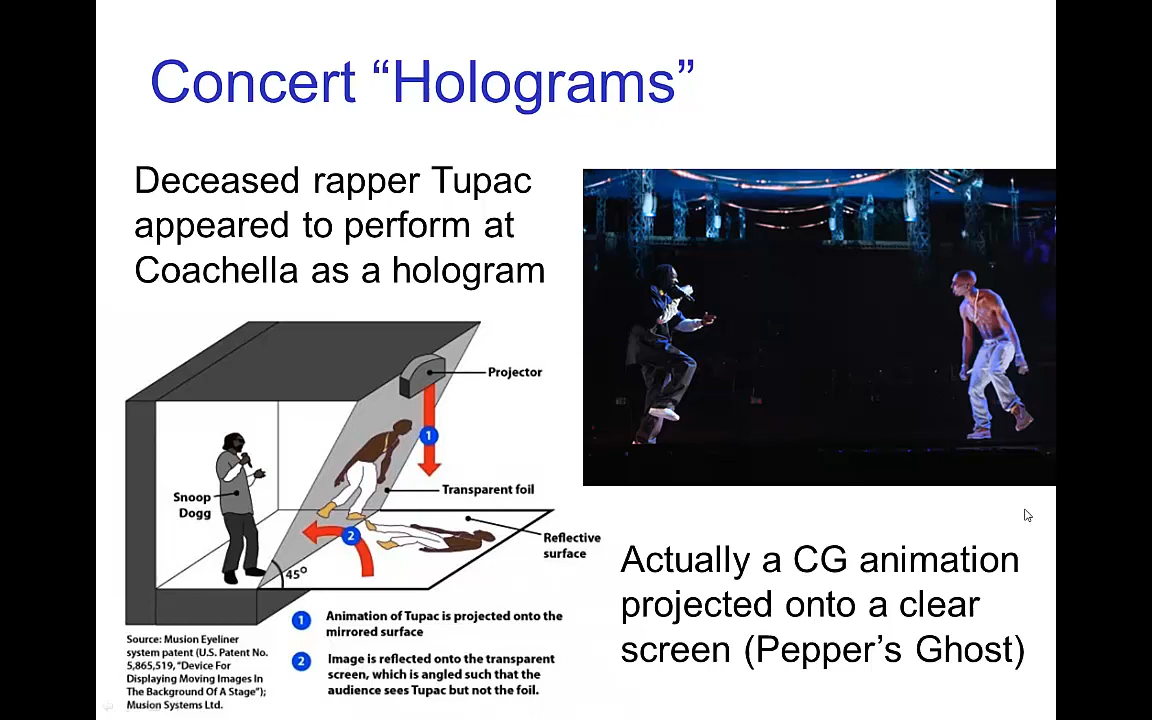 Concert “Holograms”
Deceased rapper Tupac
appeared to perform at
Coachella as a hologram
Projector
1
Transparent foil
Snoop
Dogg
2
Reflective
surface
45°
1 Animation of Tupac is projected onto the
mirrored surface
2 Image is reflected onto the transparent
screen, which is angled such that the
audience sees Tupac but not the foil.
Source: Musion Eyeliner
system patent (U.S. Patent No.
5,865,519, “Device For
Displaying Moving Images In
The Background Of A Stage”);
Musion Systems Ltd.
Actually a CG animation
projected onto a clear
screen (Pepper’s Ghost)